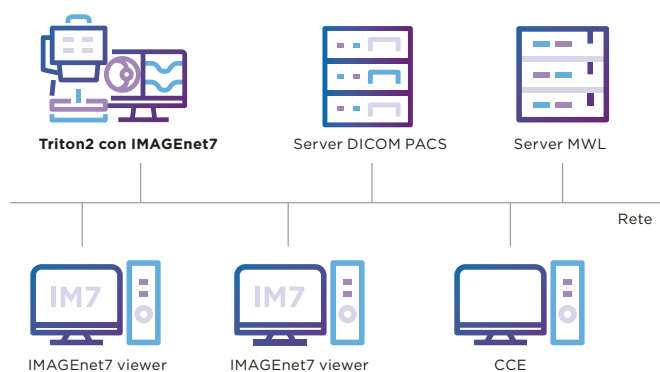 Triton2 con IMAGEnet7
Server DICOM PACS
Server MWL
Rete
IM7
IM7
IMAGEnet7 viewer
IMAGEnet7 viewer
CCE